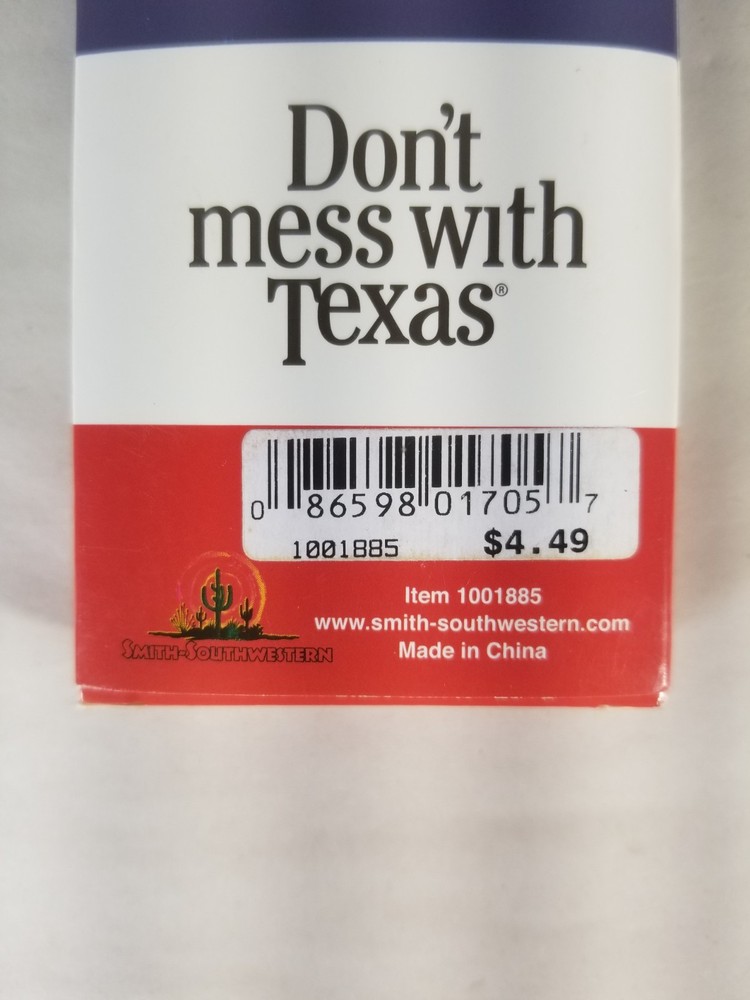 Don't
mess with
Texas®
0 86598 01705 7
1001885 $4.49
Item 1001885
www.smith-southwestern.com
Made in China
SMITH-SOUTHWESTERN